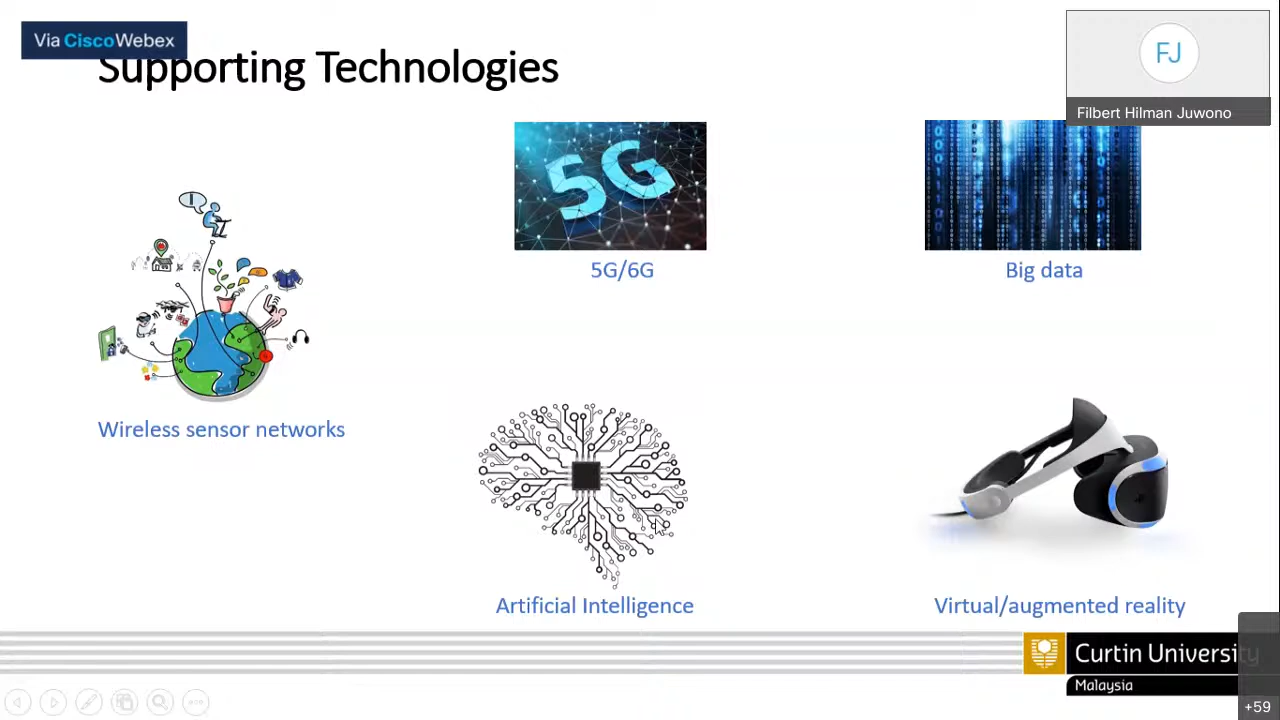 Via Cisco Webex
Supporting Technologies
FJ
Filbert Hilman Juwono
5G
5G/6G
Big data
Wireless sensor networks
Artificial Intelligence
Virtual/augmented reality
Curtin University
Malaysia
+59